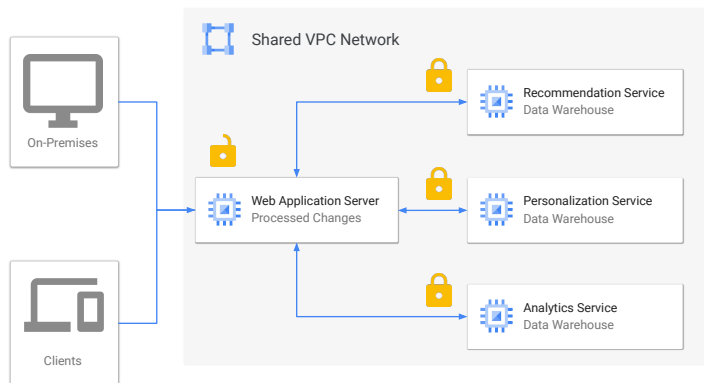 Shared VPC Network
On-Premises
Recommendation Service
Data Warehouse
Web Application Server
Processed Changes
Personalization Service
Data Warehouse
Analytics Service
Data Warehouse
Clients